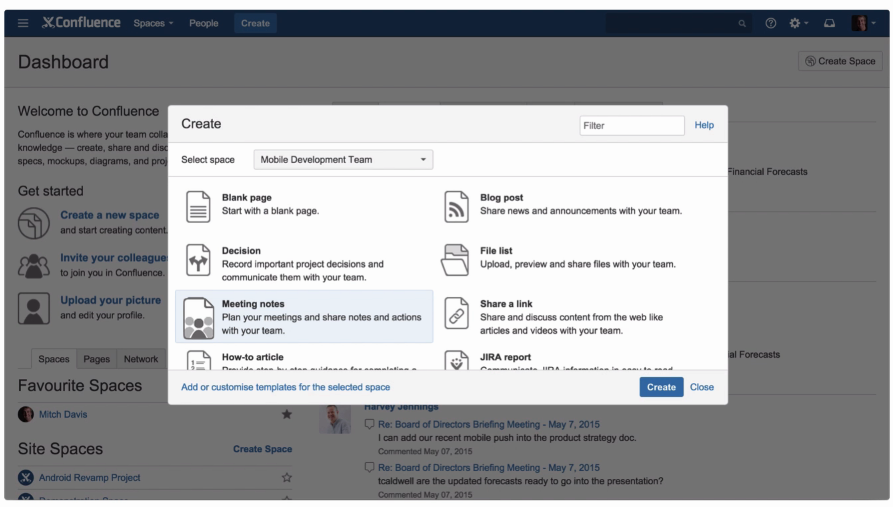 Confluence Spaces People Create
Dashboard
Create Space
Welcome to Confluence
Confluence is where your team colla
knowledge — create, share and disc
specs, mockups, diagrams, and proj
Get started
Create a new space
and start creating content.
Invite your colleague
to join you in Confluence.
Upload your picture
and edit your profile.
Spaces Pages Network
Favourite Spaces
Mitch Davis
Site Spaces Create Space
Android Revamp Project
Create
Filter
Help
Select space Mobile Development Team
Blank page
Start with a blank page.
Blog post
Share news and announcements with your team.
Decision
Record important project decisions and
communicate them with your team.
File list
Upload, preview and share files with your team.
Meeting notes
Plan your meetings and share notes and actions
with your team.
Share a link
Share and discuss content from the web like
articles and videos with your team.
How-to article
JIRA report
Add or customise templates for the selected space
Create Close
Financial Forecasts
ial Forecasts
Harvey Jennings
Re: Board of Directors Briefing Meeting - May 7, 2015
I can add our recent mobile push into the product strategy doc.
Commented May 07, 2015
Re: Board of Directors Briefing Meeting - May 7, 2015
tcaldwell are the updated forecasts ready to go into the presentation?
Commented May 07, 2015